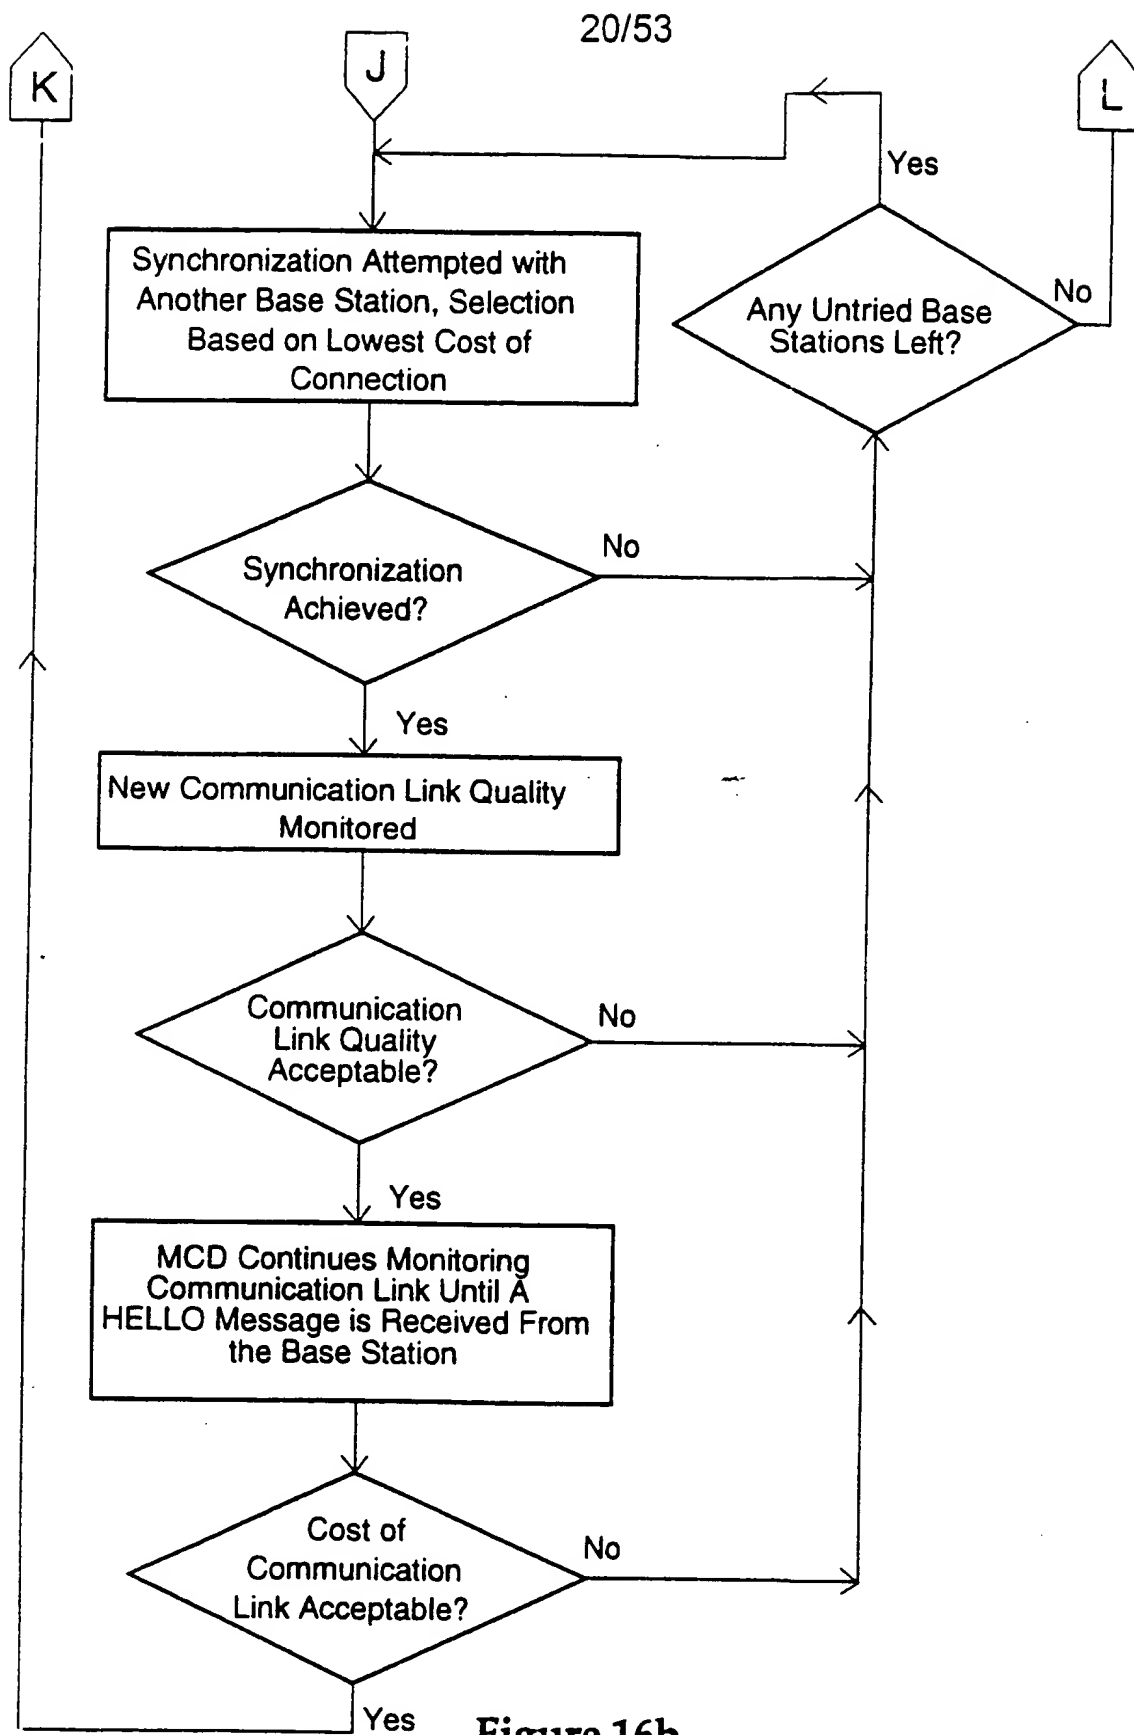 20/53
K
J
L
Yes
Synchronization Attempted with
Another Base Station, Selection
Based on Lowest Cost of
Connection
Any Untried Base
Stations Left?
No
Synchronization
Achieved?
No
Yes
New Communication Link Quality
Monitored
Communication
Link Quality
Acceptable?
No
Yes
MCD Continues Monitoring
Communication Link Until A
HELLO Message is Received From
the Base Station
Cost of
Communication
Link Acceptable?
No
Yes
Figure 16b